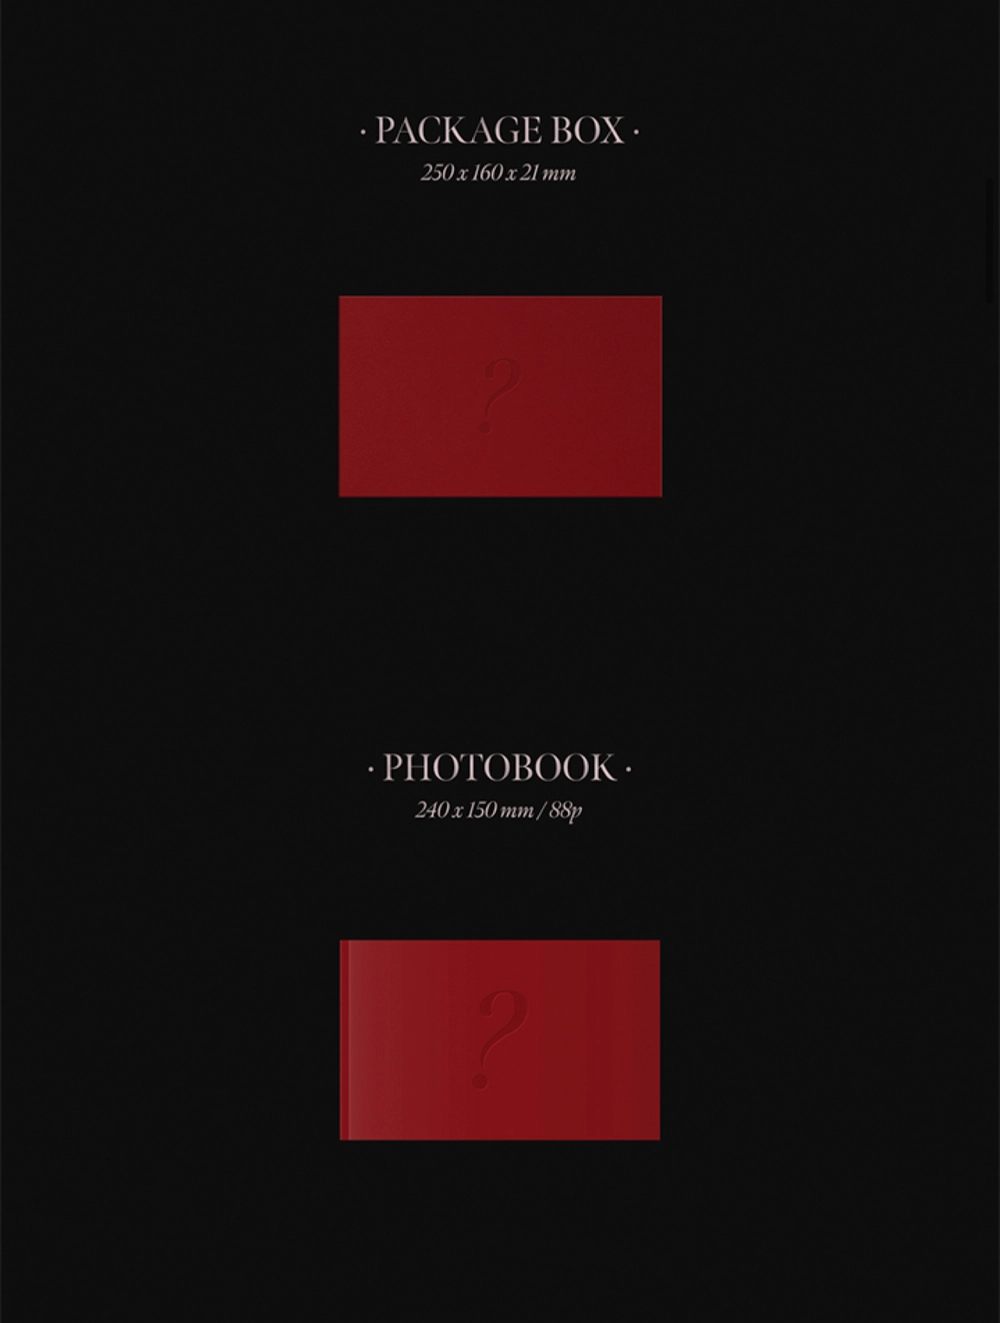 · PACKAGE BOX ·
250 x 160 x 21 mm
?
· PHOTOBOOK ·
240 x 150 mm / 88p
?